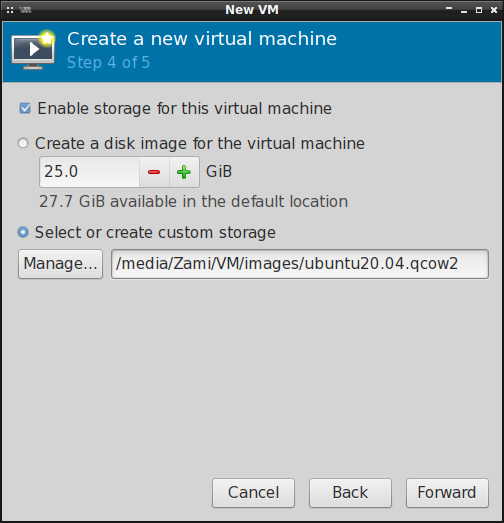 New VM
Create a new virtual machine
Step 4 of 5
Enable storage for this virtual machine
Create a disk image for the virtual machine
25.0 GiB
27.7 GiB available in the default location
Select or create custom storage
Manage... /media/Zami/VM/images/ubuntu20.04.qcow2
Cancel Back Forward